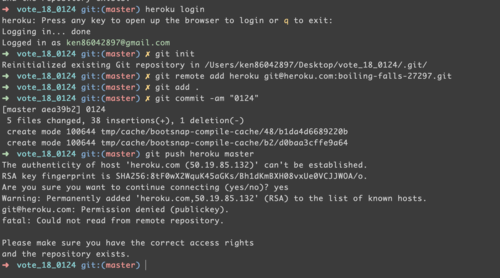 and the repository exists.
➜ vote_18_0124 git:(master) heroku login
heroku: Press any key to open up the browser to login or q to exit:
Logging in... done
Logged in as ken86042897@gmail.com
➜ vote_18_0124 git:(master) ✗ git init
Reinitialized existing Git repository in /Users/ken86042897/Desktop/vote_18_0124/.git/
➜ vote_18_0124 git:(master) ✗ git remote add heroku git@heroku.com:boiling-falls-27297.git
➜ vote_18_0124 git:(master) ✗ git add .
➜ vote_18_0124 git:(master) ✗ git commit -am "0124"
[master aea39b2] 0124
5 files changed, 38 insertions(+), 1 deletion(-)
create mode 100644 tmp/cache/bootsnap-compile-cache/48/b1da4d6689220b
create mode 100644 tmp/cache/bootsnap-compile-cache/b2/d0baa3cffe9a64
➜ vote_18_0124 git:(master) git push heroku master
The authenticity of host 'heroku.com (50.19.85.132)' can't be established.
RSA key fingerprint is SHA256:8tF0wX2WquK45aGKs/Bh1dKmBXH08vxUe0VCJJWOA/o.
Are you sure you want to continue connecting (yes/no)? yes
Warning: Permanently added 'heroku.com,50.19.85.132' (RSA) to the list of known hosts.
git@heroku.com: Permission denied (publickey).
fatal: Could not read from remote repository.
Please make sure you have the correct access rights
and the repository exists.
➜ vote_18_0124 git:(master)